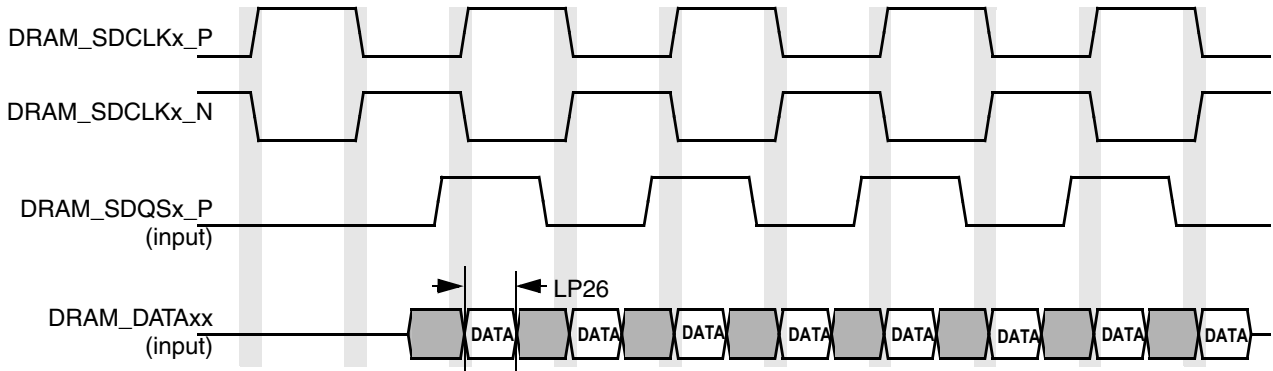 DRAM_SDCLKx_P
DRAM_SDCLKx_N
DRAM_SDQSx_P
(input)
LP26
DRAM_DATAxx
(input)
DATA DATA DATA DATA DATA DATA DATA DATA